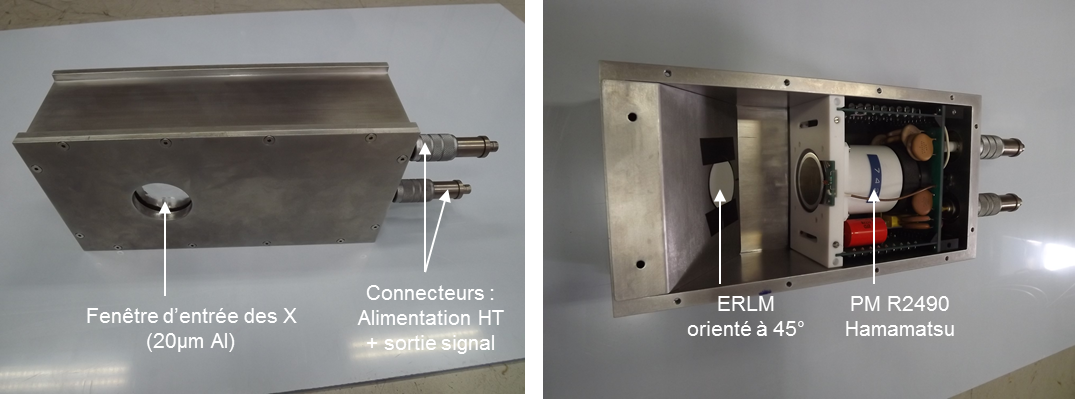 Fenêtre d'entrée des X
(20µm Al)
Connecteurs :
Alimentation HT
+ sortie signal
ERLM
orienté à 45°
PM R2490
Hamamatsu